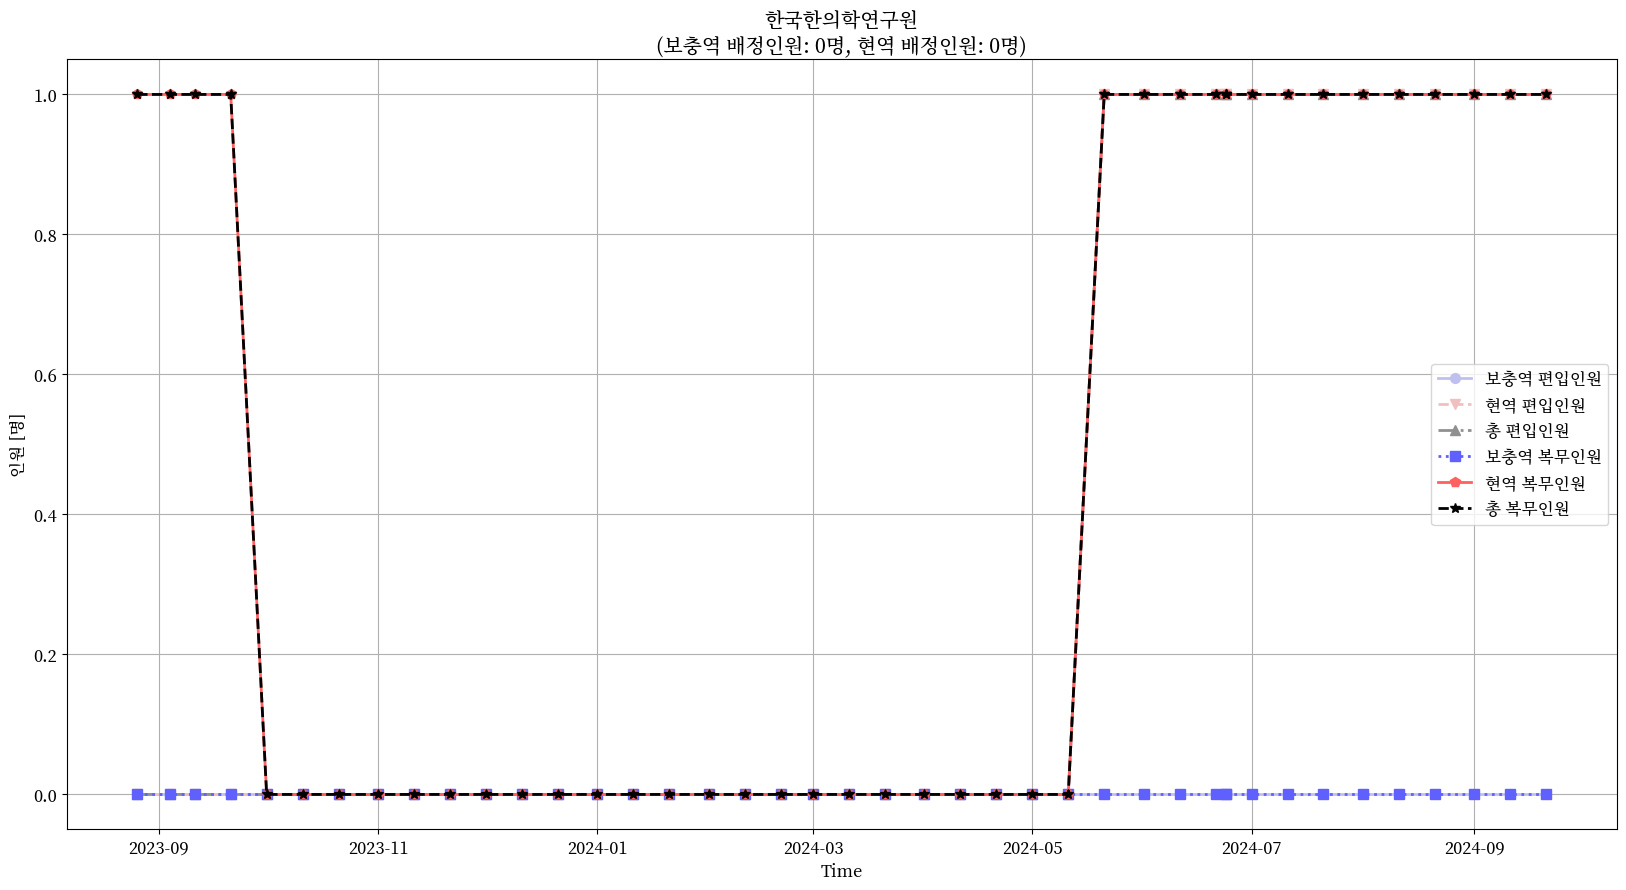 한국한의학연구원
(보충역 배정인원: 0명, 현역 배정인원: 0명)
1.0
0.8
0.6
0.4
0.2
0.0
인원 [명]
보충역 편입인원
현역 편입인원
총 편입인원
보충역 복무인원
현역 복무인원
총 복무인원
2023-09
2023-11
2024-01
2024-03
2024-05
2024-07
2024-09
Time